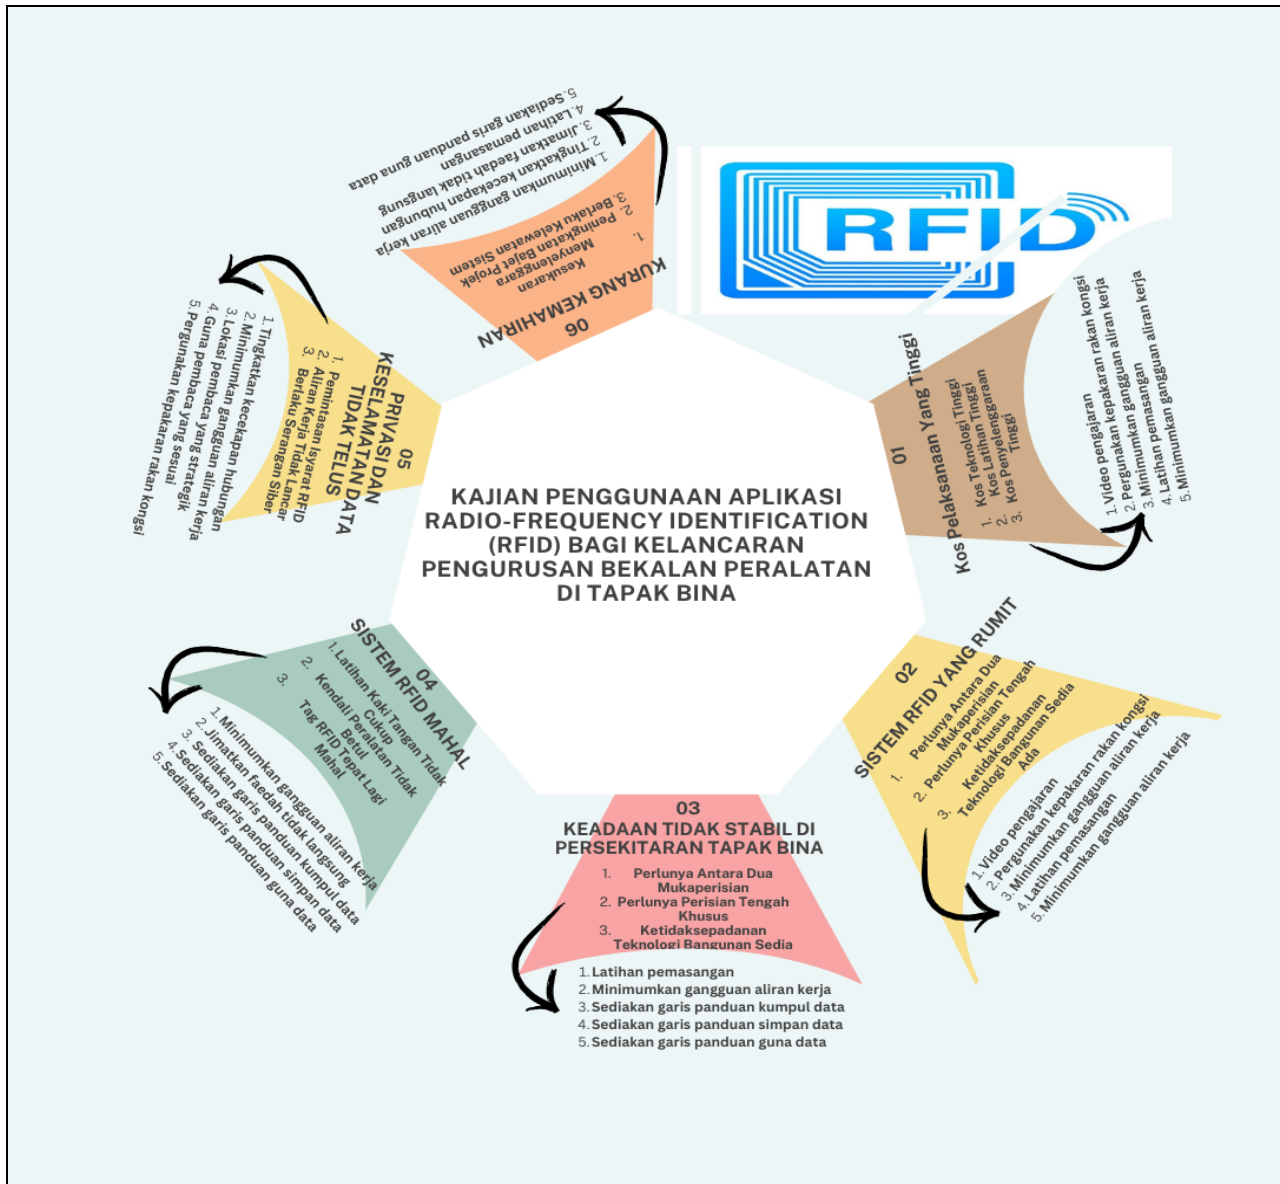 RFID
KAJIAN PENGGUNAAN APLIKASI
RADIO-FREQUENCY IDENTIFICATION
(RFID) BAGI KELANCARAN
PENGURUSAN BEKALAN PERALATAN
DI TAPAK BINA
01
Kos Pelaksanaan Yang Tinggi
1. Kos Teknologi Tinggi
2. Kos Latihan Tinggi
3. Kos Penyelenggaraan
Tinggi
1. Video pengajaran
2. Pergunakan kepakaran rakan kongsi
3. Minimumkan gangguan aliran kerja
4. Latihan pemasangan
5. Minimumkan gangguan aliran kerja
02
SISTEM RFID YANG RUMIT
1. Perlunya Antara Dua
Mukaperisian
2. Perlunya Perisian Tengah
Khusus
3. Ketidaksepadanan
Teknologi Bangunan Sedia
Ada
1. Video pengajaran
2. Pergunakan kepakaran rakan kongsi
3. Minimumkan gangguan aliran kerja
4. Latihan pemasangan
5. Minimumkan gangguan aliran kerja
03
KEADAAN TIDAK STABIL DI
PERSEKITARAN TAPAK BINA
1. Perlunya Antara Dua
Mukaperisian
2. Perlunya Perisian Tengah
Khusus
3. Ketidaksepadanan
Teknologi Bangunan Sedia
1. Latihan pemasangan
2. Minimumkan gangguan aliran kerja
3. Sediakan garis panduan kumpul data
4. Sediakan garis panduan simpan data
5. Sediakan garis panduan guna data
04
SISTEM RFID MAHAL
1. Latihan Kaki Tangan Tidak
Cukup
2. Kendali Peralatan Tidak
Betul
3. Tag RFID Tepat Lagi
Mahal
1. Minimumkan gangguan aliran kerja
2. Jimatkan faedah tidak langsung
3. Sediakan garis panduan kumpul data
4. Sediakan garis panduan simpan data
5. Sediakan garis panduan guna data
05
PRIVASI DAN
KESELAMATAN DATA
TIDAK TELUS
1. Pemintasan Isyarat RFID
2. Aliran Kerja Tidak Lancar
3. Berlaku Serangan Siber
1. Tingkatkan kecekapan hubungan
2. Minimumkan gangguan aliran kerja
3. Lokasi pembaca yang strategik
4. Guna pembaca yang sesuai
5. Pergunakan kepakaran rakan kongsi
06
KURANG KEMAHIRAN
1. Kesukaran
Menyelenggara
2. Peningkatan Bajet Projek
3. Berlaku Kelewatan Sistem
1. Minimumkan gangguan aliran kerja
2. Tingkatkan kecekapan hubungan
3. Jimatkan faedah tidak langsung
4. Latihan pemasangan
5. Sediakan garis panduan guna data